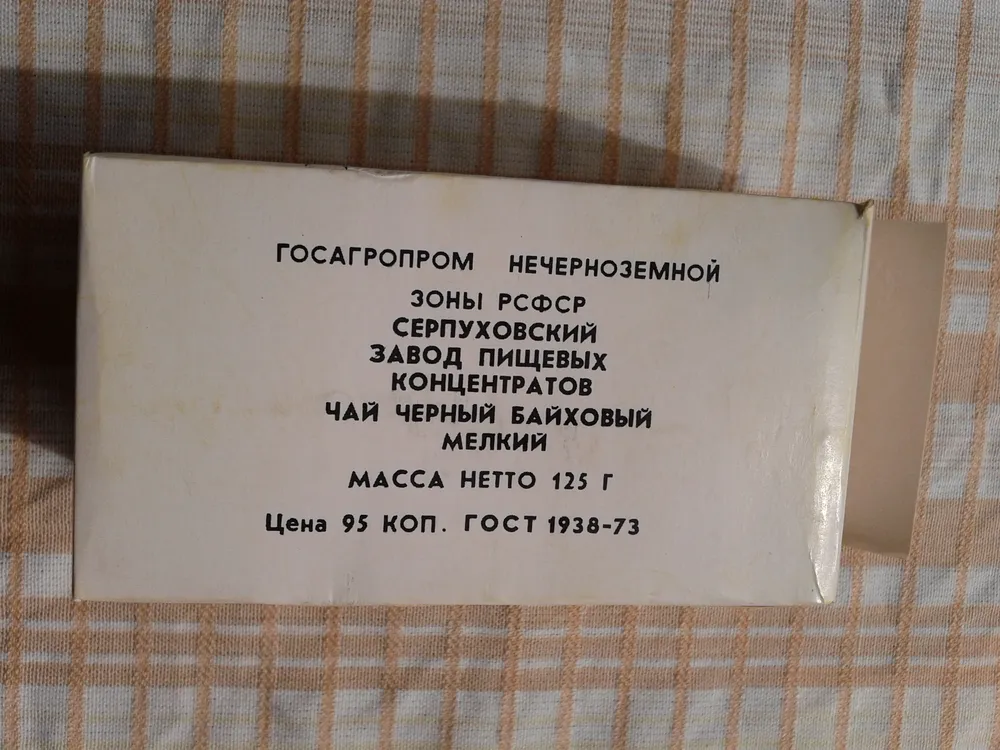 ГОСАГРОПРОМ НЕЧЕРНОЗЕМНОЙ
ЗОНЫ РСФСР
СЕРПУХОВСКИЙ
ЗАВОД ПИЩЕВЫХ
КОНЦЕНТРАТОВ
ЧАЙ ЧЕРНЫЙ БАЙХОВЫЙ
МЕЛКИЙ
МАССА НЕТТО 125 Г
Цена 95 КОП. ГОСТ 1938-73